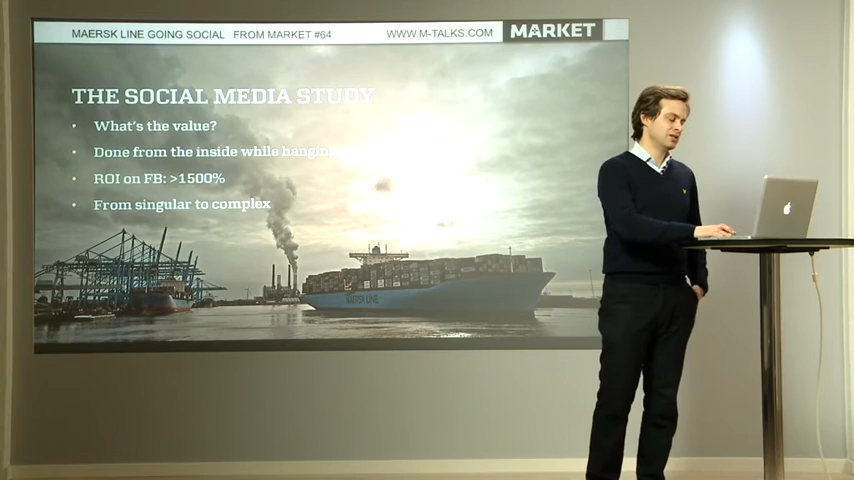 MAERSK LINE GOING SOCIAL FROM MARKET #64 WWW.M-TALKS.COM MARKET
THE SOCIAL MEDIA STUDY
• What's the value?
• Done from the inside while hanging
• ROI on FB: >1500%
• From singular to complex
MAERSK LINE